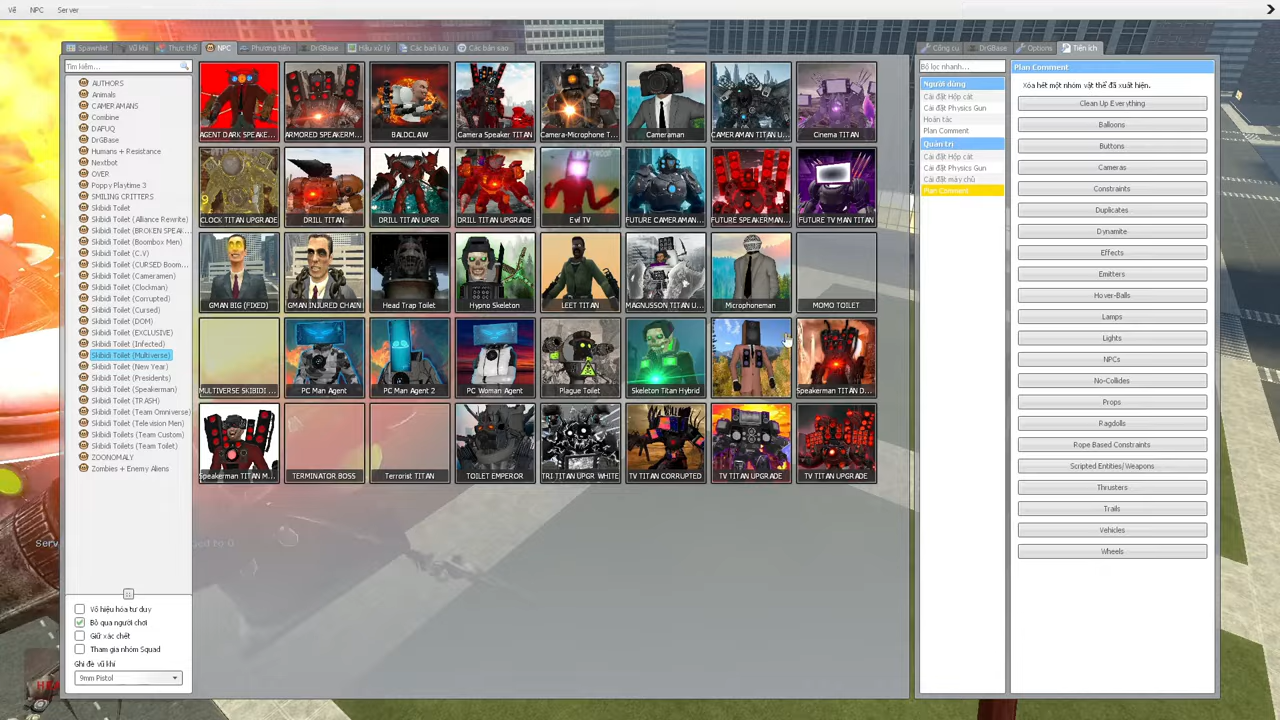 Vẽ NPC Server
Spawnlist Vũ khí Thực thể NPC Phương tiện DrGBase Hậu xử lý Các bản lưu Các bản sao
Công cụ DrGBase Options Tiện ích
Tìm kiếm...
AUTHORS
Animals
CAMERAMANS
Combine
DAFUQ
DrGBase
Humans + Resistance
Nextbot
OVER
Poppy Playtime 3
SMILING CRITTERS
Skibidi Toilet
Skibidi Toilet (Alliance Rewrite)
Skibidi Toilet (BROKEN SPEAK...
Skibidi Toilet (Boombox Men)
Skibidi Toilet (C.V)
Skibidi Toilet (CURSED Boom...
Skibidi Toilet (Cameramen)
Skibidi Toilet (Clockman)
Skibidi Toilet (Corrupted)
Skibidi Toilet (Cursed)
Skibidi Toilet (DOM)
Skibidi Toilet (EXCLUSIVE)
Skibidi Toilet (Infected)
Skibidi Toilet (Multiverse)
Skibidi Toilet (New Year)
Skibidi Toilet (Presidents)
Skibidi Toilet (Speakerman)
Skibidi Toilet (TRASH)
Skibidi Toilet (Team Omniverse)
Skibidi Toilet (Television Men)
Skibidi Toilets (Team Custom)
Skibidi Toilets (Team Toilet)
ZOONOMALY
Zombies + Enemy Aliens
Vô hiệu hóa tư duy
Bỏ qua người chơi
Giữ xác chết
Tham gia nhóm Squad
Ghi đè vũ khí
9mm Pistol
AGENT DARK SPEAKE... ARMORED SPEAKERM... BALDCLAW Camera Speaker TITAN Camera-Microphone T... Cameraman CAMERAMAN TITAN U... Cinema TITAN
CLOCK TITAN UPGRADE DRILL TITAN DRILL TITAN UPGR DRILL TITAN UPGRADE Evil TV FUTURE CAMERAMAN... FUTURE SPEAKERMAN... FUTURE TV MAN TITAN
GMAN BIG (FIXED) GMAN INJURED CHAIN Head Trap Toilet Hypno Skeleton LEET TITAN MAGNUSSON TITAN U... Microphoneman MOMO TOILET
MULTIVERSE SKIBIDI ... PC Man Agent PC Man Agent 2 PC Woman Agent Plague Toilet Skeleton Titan Hybrid Speakerman TITAN D...
Speakerman TITAN M... TERMINATOR BOSS Terrorist TITAN TOILET EMPEROR TRI TITAN UPGR WHITE TV TITAN CORRUPTED TV TITAN UPGRADE TV TITAN UPGRADE
Bộ lọc nhanh...
Người dùng
Cài đặt Hộp cát
Cài đặt Physics Gun
Hoàn tác
Plan Comment
Quản trị
Cài đặt Hộp cát
Cài đặt Physics Gun
Cài đặt máy chủ
Plan Comment
Plan Comment
Xóa hết một nhóm vật thể đã xuất hiện.
Clean Up Everything
Balloons
Buttons
Cameras
Constraints
Duplicates
Dynamite
Effects
Emitters
Hover-Balls
Lamps
Lights
NPCs
No-Collides
Props
Ragdolls
Rope Based Constraints
Scripted Entities/Weapons
Thrusters
Trails
Vehicles
Wheels